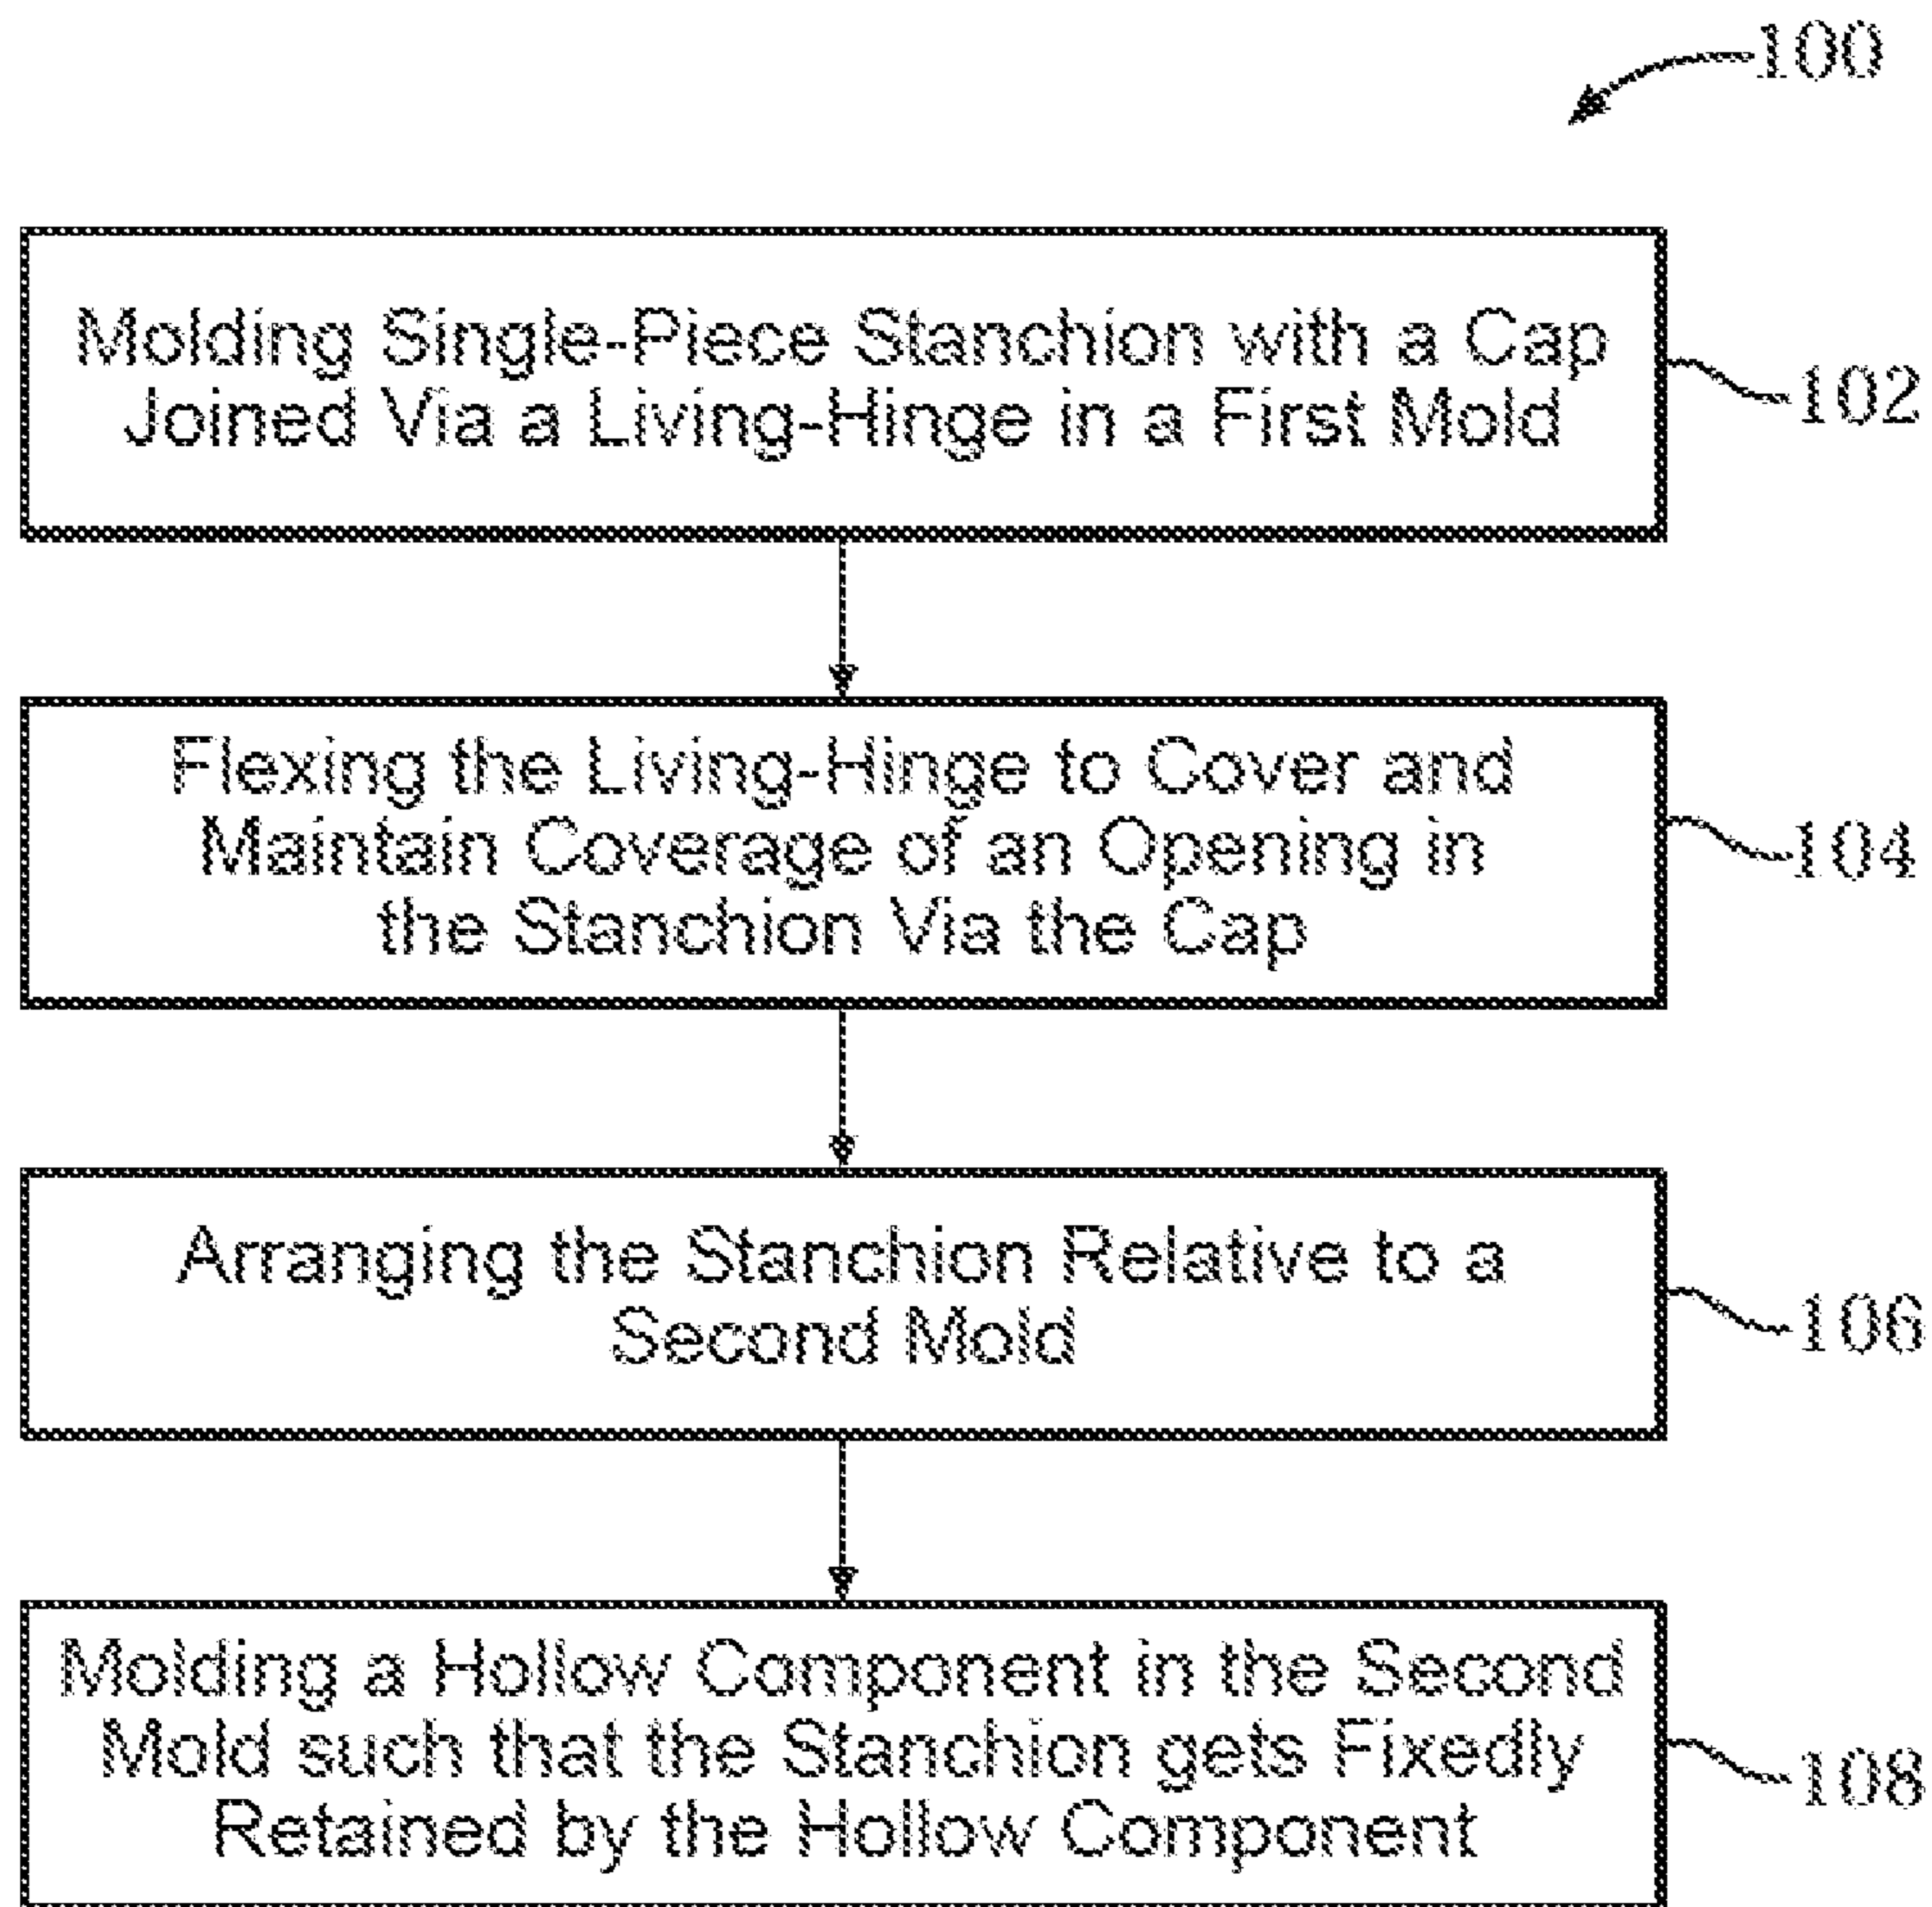 100
Molding Single-Piece Stanchion with a Cap
Joined Via a Living-Hinge in a First Mold
102
Flexing the Living-Hinge to Cover and
Maintain Coverage of an Opening in
the Stanchion Via the Cap
104
Arranging the Stanchion Relative to a
Second Mold
106
Molding a Hollow Component in the Second
Mold such that the Stanchion gets Fixedly
Retained by the Hollow Component
108